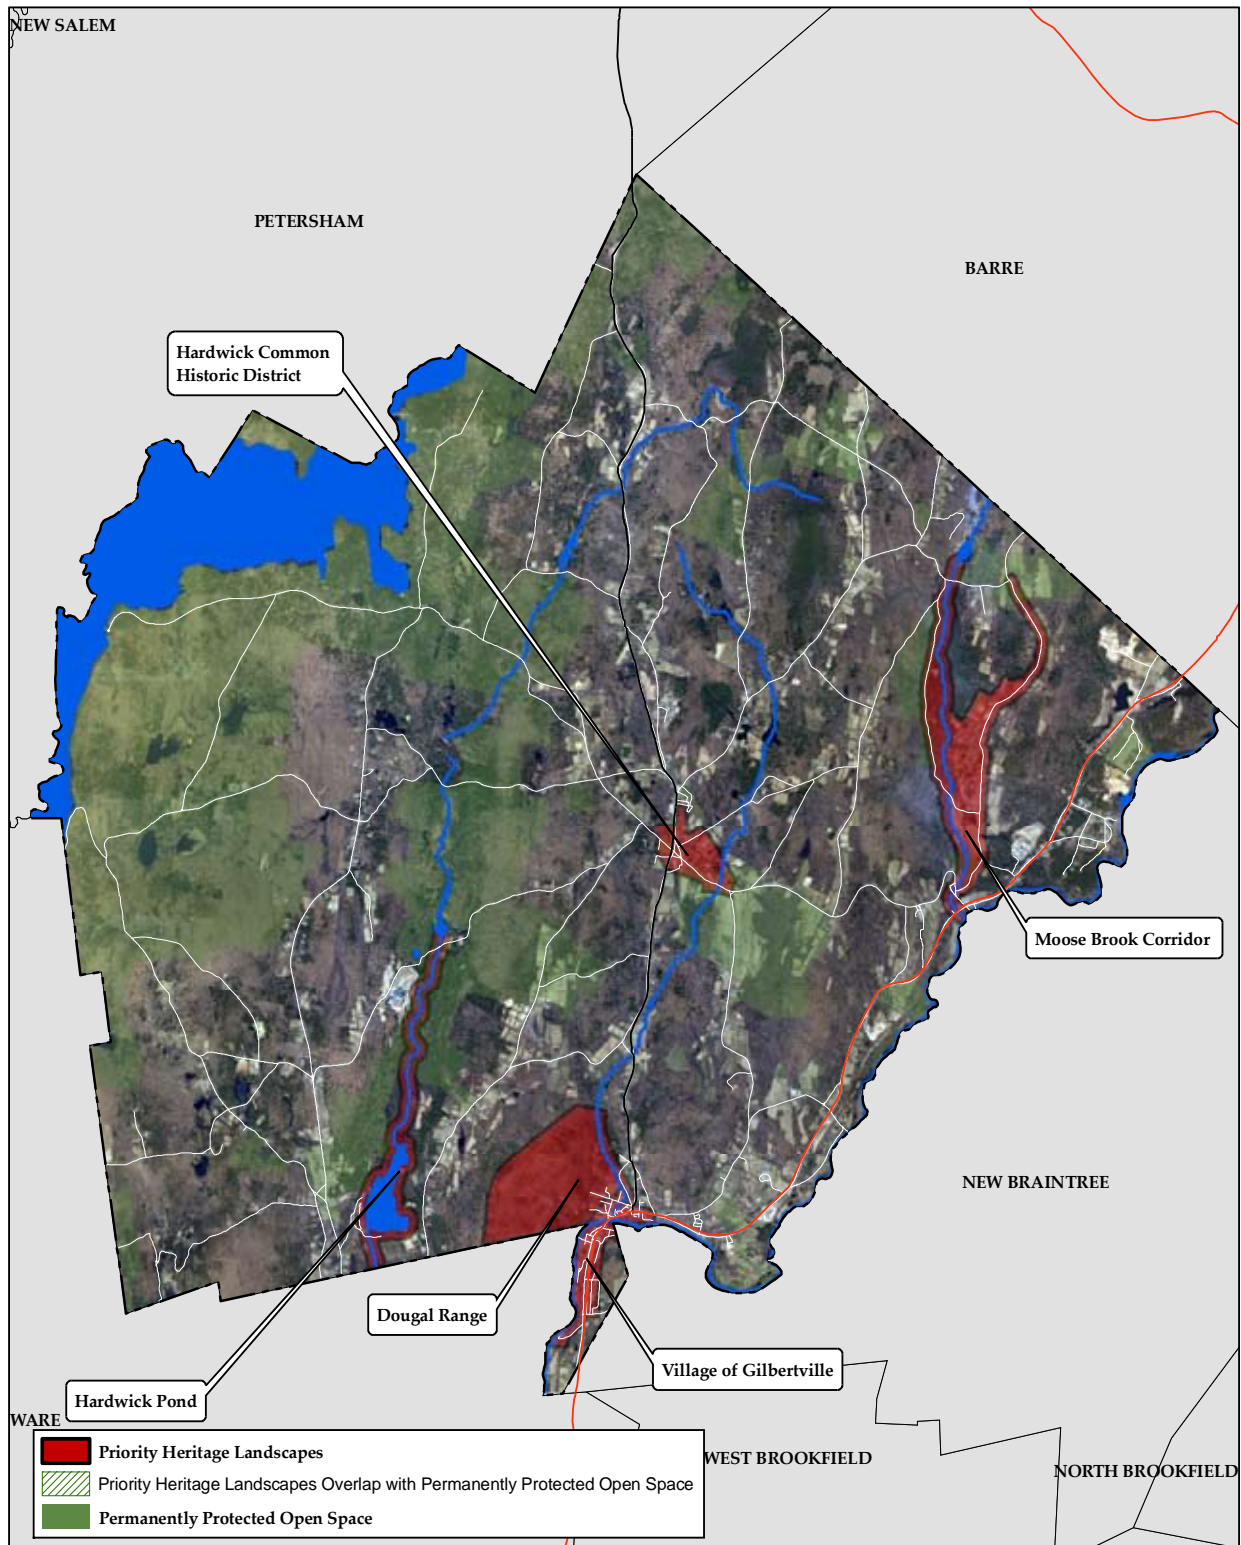 NEW SALEM
PETERSHAM
BARRE
Hardwick Common
Historic District
Moose Brook Corridor
NEW BRAINTREE
Dougal Range
Village of Gilbertville
Hardwick Pond
WARE
WEST BROOKFIELD
NORTH BROOKFIELD
Priority Heritage Landscapes
Priority Heritage Landscapes Overlap with Permanently Protected Open Space
Permanently Protected Open Space